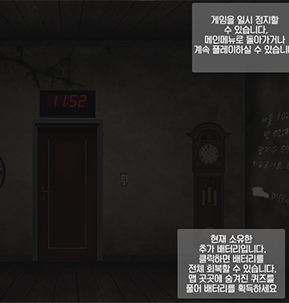 게임을 일시 정지할
수 있습니다.
메인메뉴로 돌아가거나
계속 플레이하실 수 있습니
11:52
현재 소유한
추가 배터리입니다.
클릭하면 배터리를
전체 회복할 수 있습니다.
맵 곳곳에 숨겨진 퀴즈를
풀어 배터리를 획득하세요